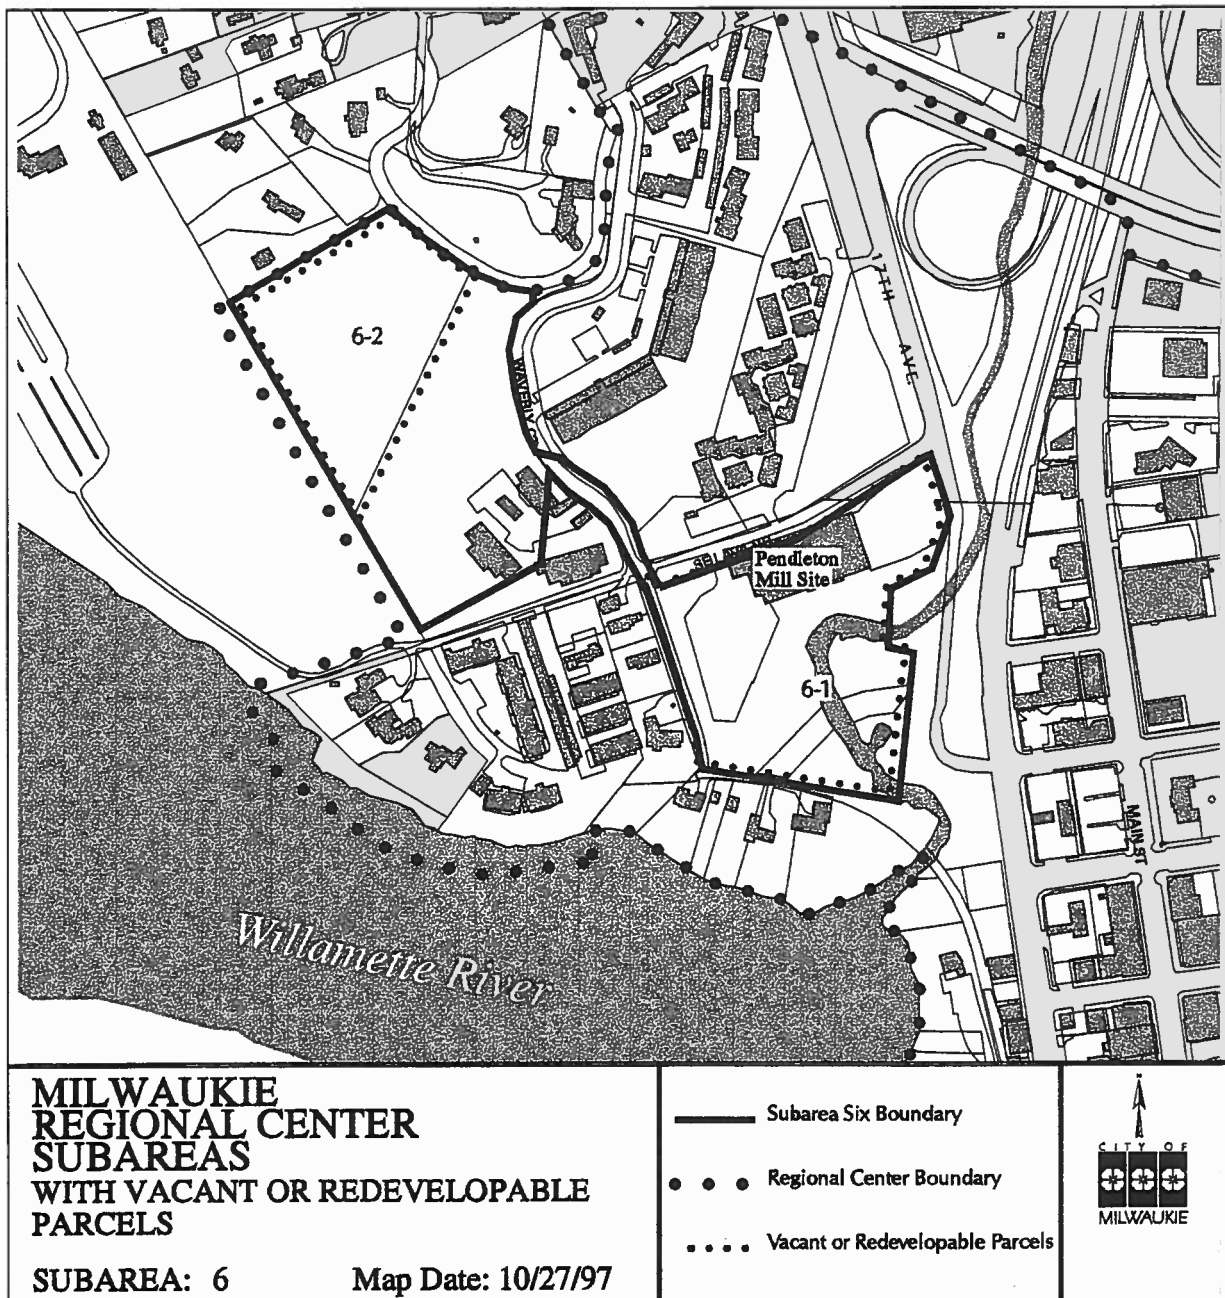 17TH AVE.
6-2
WAVERLY
Pendleton
Mill Site
6-1
MAIN ST
Willamette River
MILWAUKIE
REGIONAL CENTER
SUBAREAS
WITH VACANT OR REDEVELOPABLE
PARCELS
SUBAREA: 6 Map Date: 10/27/97
Subarea Six Boundary
Regional Center Boundary
Vacant or Redevelopable Parcels
CITY OF
MILWAUKIE